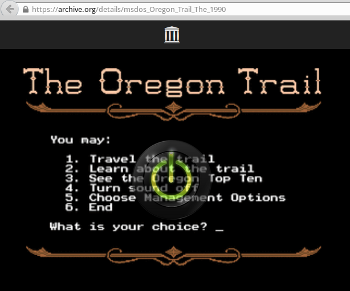 https://archive.org/details/msdos_Oregon_Trail_The_1990
The Oregon Trail
You may:
1. Travel the trail
2. Learn about the trail
3. See the Oregon Top Ten
4. Turn sound off
5. Choose Management Options
6. End
What is your choice? _